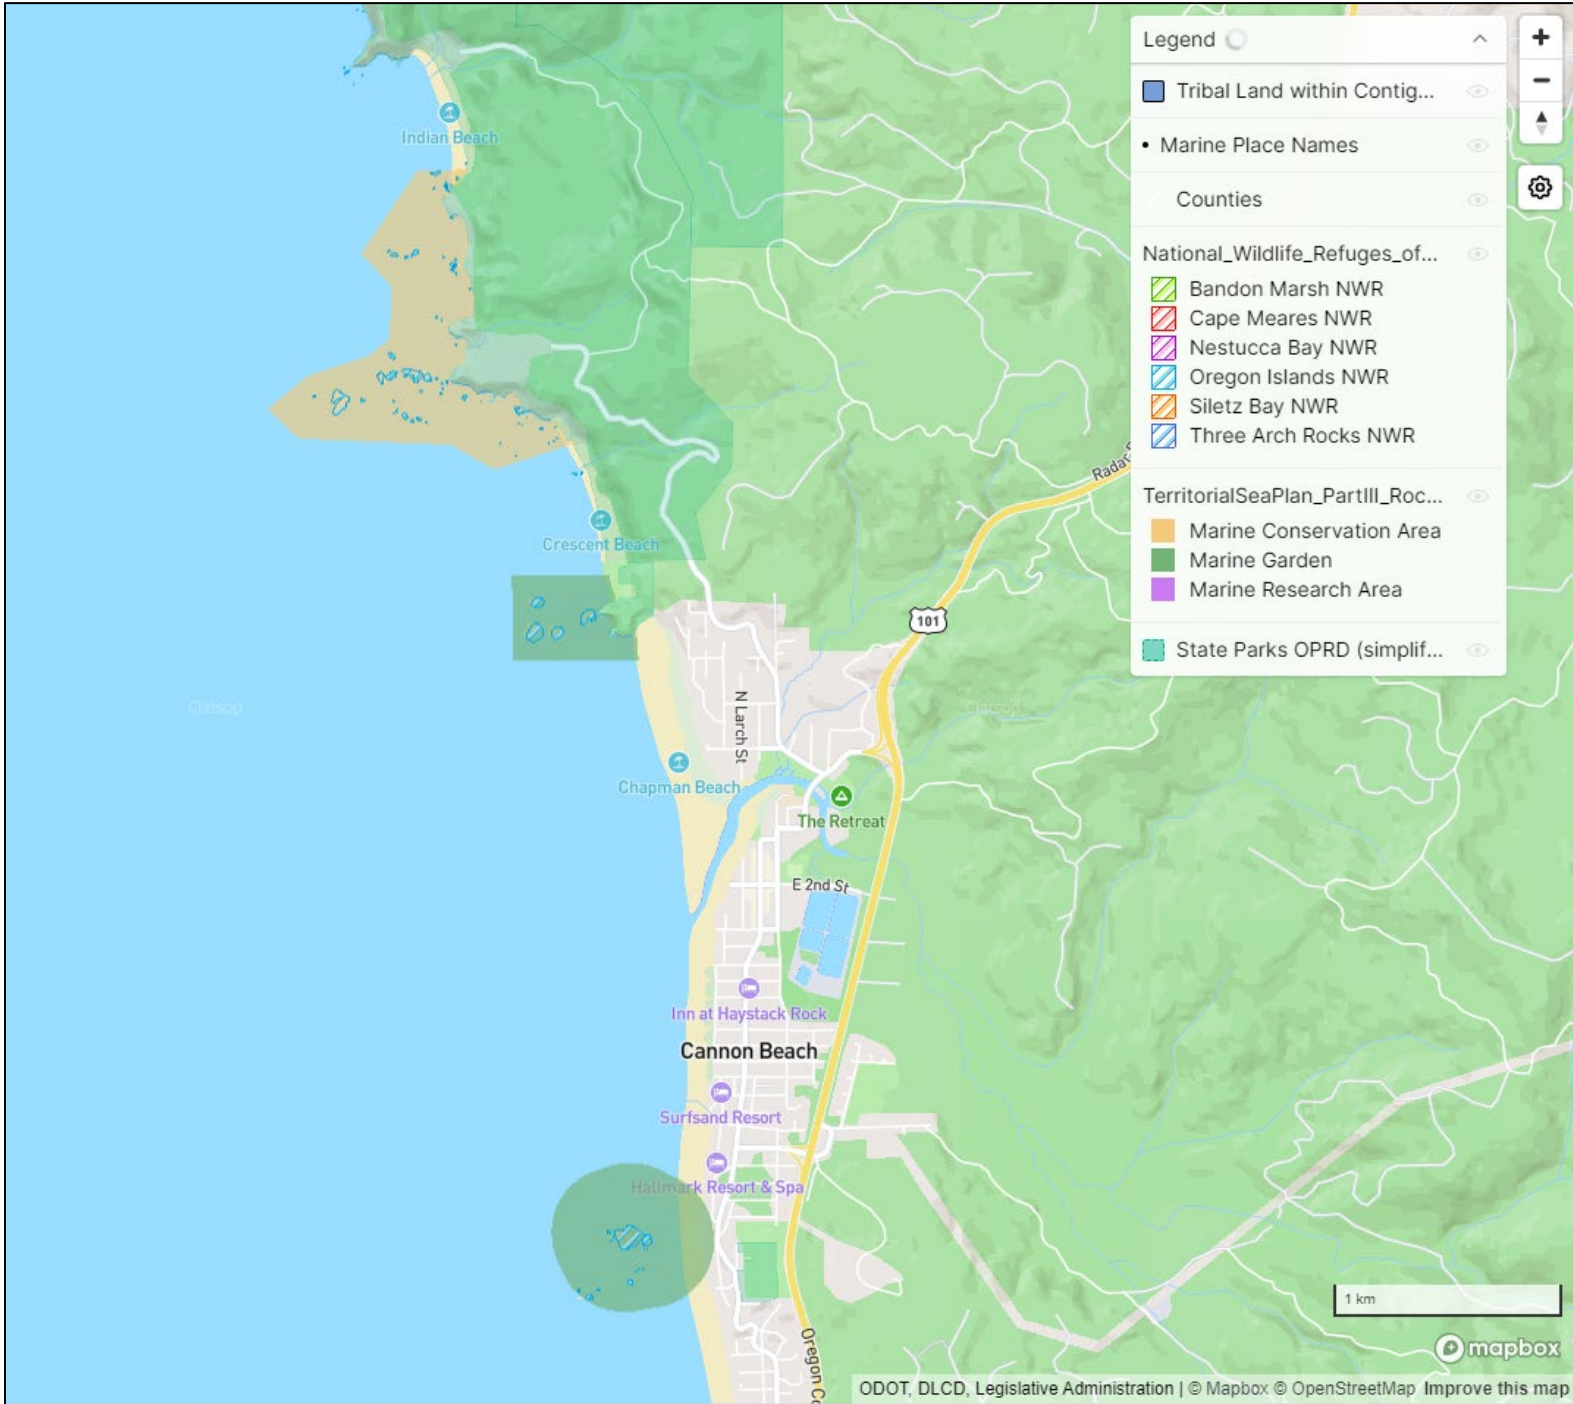 Indian Beach
Crescent Beach
Clatsop
Chapman Beach
N Larch St
The Retreat
E 2nd St
101
Clatsop
Inn at Haystack Rock
Cannon Beach
Surfsand Resort
Hallmark Resort & Spa
Legend
Tribal Land within Contig...
• Marine Place Names
Counties
National_Wildlife_Refuges_of...
Bandon Marsh NWR
Cape Meares NWR
Nestucca Bay NWR
Oregon Islands NWR
Siletz Bay NWR
Three Arch Rocks NWR
TerritorialSeaPlan_PartIII_Roc...
Marine Conservation Area
Marine Garden
Marine Research Area
State Parks OPRD (simplif...
+
−
1 km
mapbox
ODOT, DLCD, Legislative Administration | © Mapbox © OpenStreetMap Improve this map